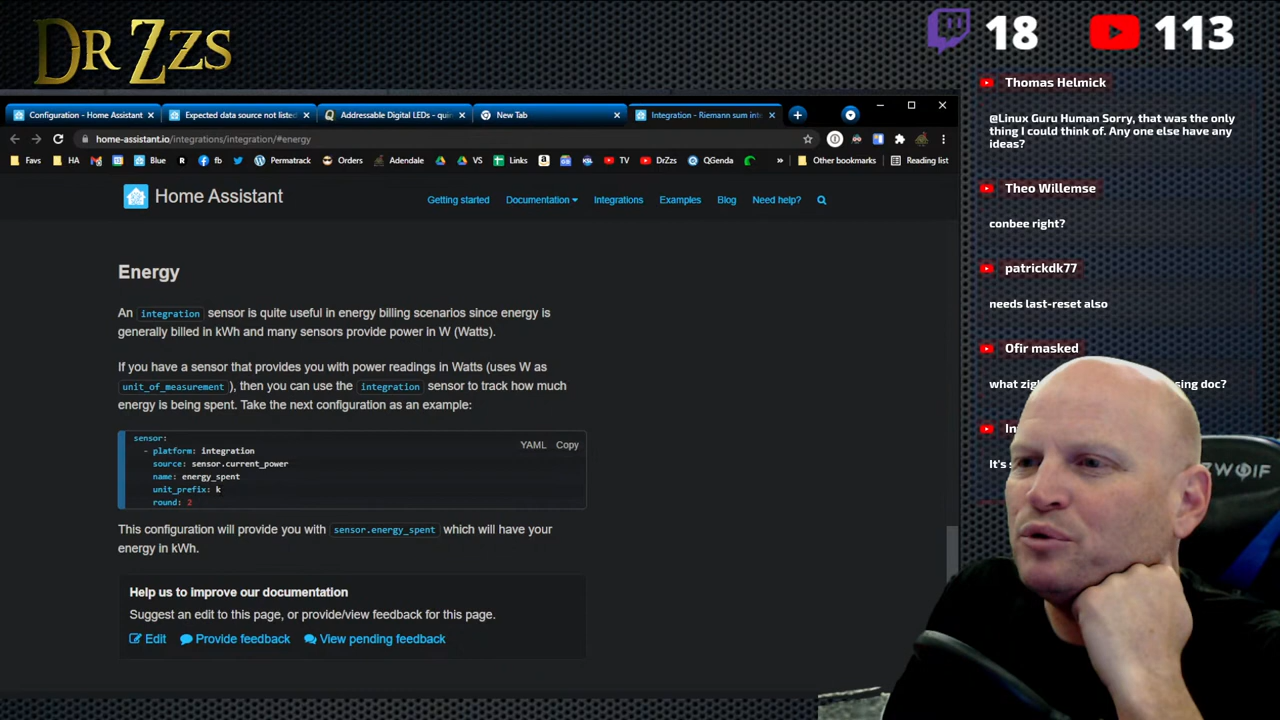 DR ZZS
18
113
Configuration - Home Assistant
Expected data source not listed
Addressable Digital LEDs - qui
New Tab
Integration - Riemann sum inte
home-assistant.io/integrations/integration/#energy
Favs
HA
Blue
R
fb
Permatrack
Orders
Adendale
VS
Links
TV
DrZzs
QGenda
»
Other bookmarks
Reading list
Home Assistant
Getting started
Documentation
Integrations
Examples
Blog
Need help?
Energy
An integration sensor is quite useful in energy billing scenarios since energy is
generally billed in kWh and many sensors provide power in W (Watts).
If you have a sensor that provides you with power readings in Watts (uses W as
unit_of_measurement ), then you can use the integration sensor to track how much
energy is being spent. Take the next configuration as an example:
YAML Copy
sensor:
- platform: integration
source: sensor.current_power
name: energy_spent
unit_prefix: k
round: 2
This configuration will provide you with sensor.energy_spent which will have your
energy in kWh.
Help us to improve our documentation
Suggest an edit to this page, or provide/view feedback for this page.
Edit
Provide feedback
View pending feedback
Thomas Helmick
@Linux Guru Human Sorry, that was the only
thing I could think of. Any one else have any
ideas?
Theo Willemse
conbee right?
patrickdk77
needs last-reset also
Ofir masked
what
doc?
It's
WOLF